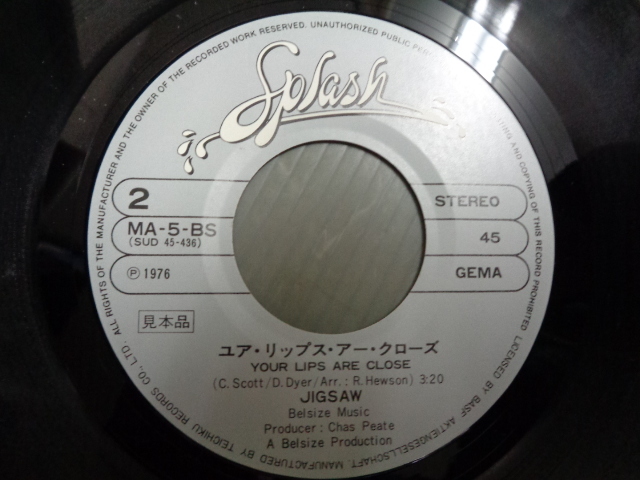 ALL RIGHTS OF THE MANUFACTURER AND THE OWNER OF THE RECORDED WORK RESERVED. UNAUTHORIZED PUBLIC PER
ING AND COPYING OF THIS RECORD PROHIBITED
LICENSED BY BASF AKTIENGESELLSCHAFT. MANUFACTURED BY TEICHIKU RECORDS CO., LTD.
Splash
2
STEREO
MA-5-BS
(SUD 45-436)
45
Ⓟ 1976
GEMA
見本品
ユア・リップス・アー・クローズ
YOUR LIPS ARE CLOSE
(C. Scott/D. Dyer/Arr.: R. Hewson) 3:20
JIGSAW
Belsize Music
Producer: Chas Peate
A Belsize Production